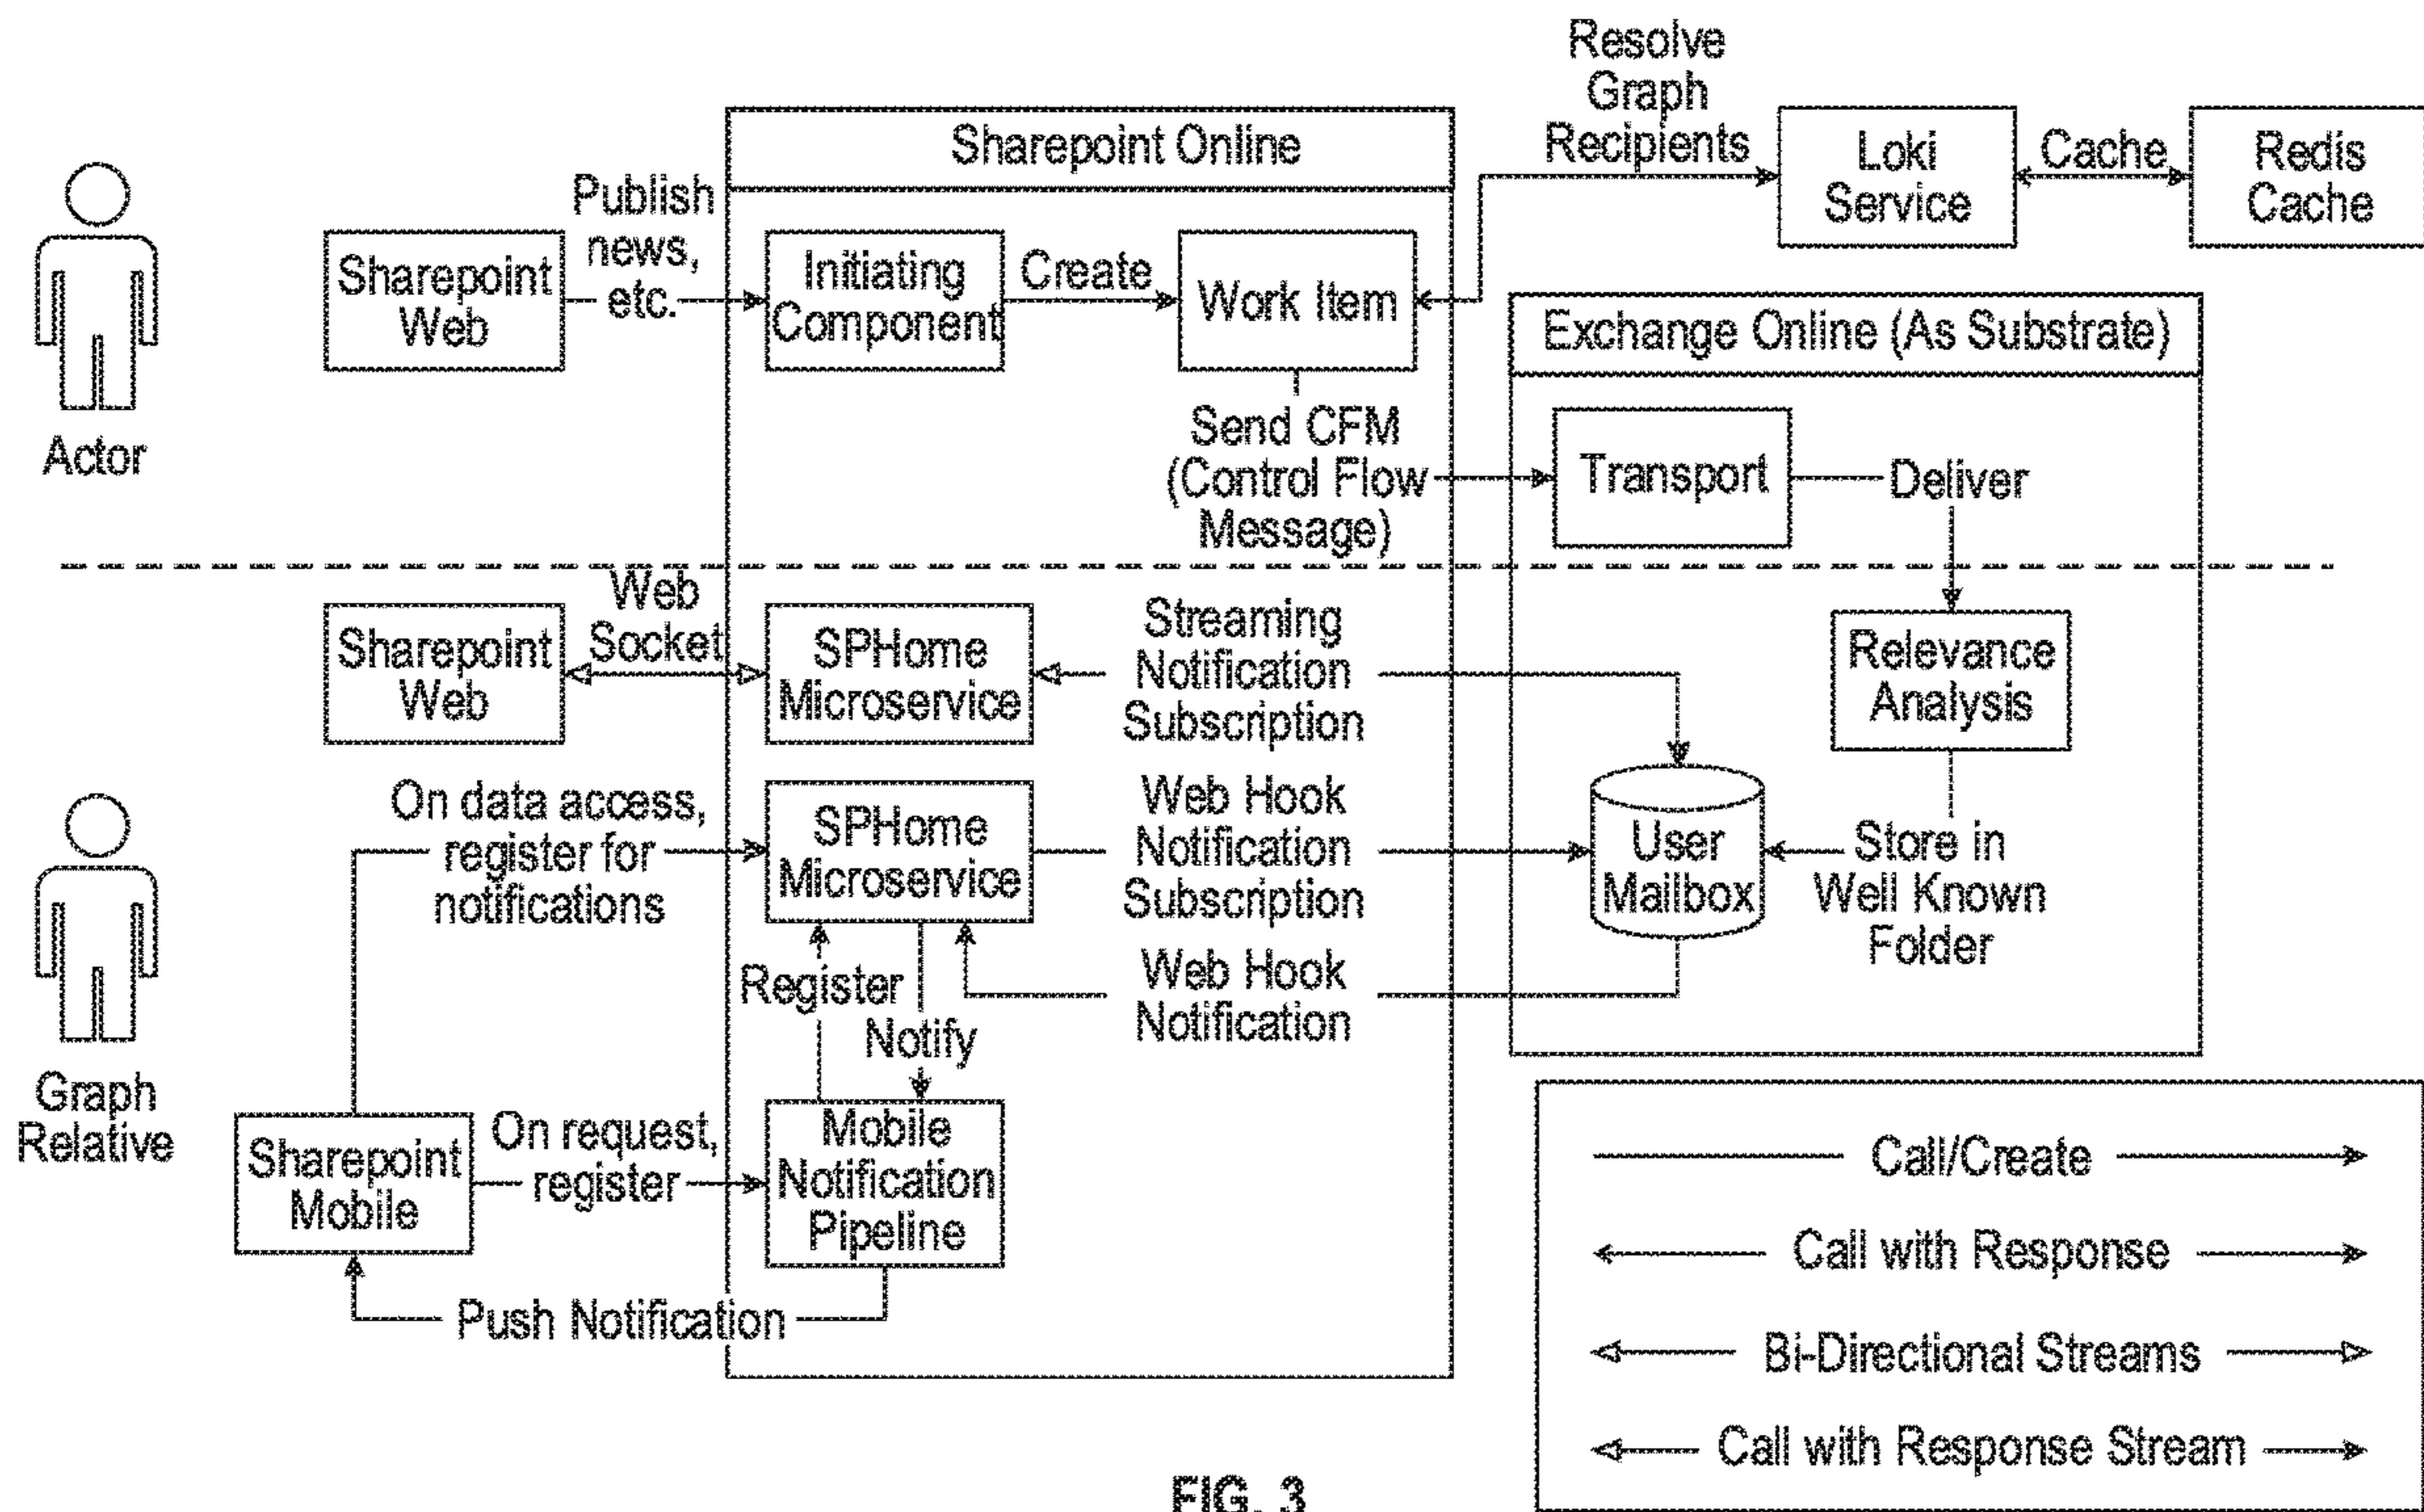 Resolve
Graph
Recipients
Sharepoint Online
Loki
Service
Cache
Redis
Cache
Publish
news,
etc.
Sharepoint
Web
Initiating
Component
Create
Work Item
Exchange Online (As Substrate)
Actor
Send CFM
(Control Flow
Message)
Transport
Deliver
Web
Socket
Sharepoint
Web
SPHome
Microservice
Streaming
Notification
Subscription
Relevance
Analysis
On data access,
register for
notifications
SPHome
Microservice
Web Hook
Notification
Subscription
User
Mailbox
Store in
Well Known
Folder
Register
Notify
Web Hook
Notification
Graph
Relative
Sharepoint
Mobile
On request,
register
Mobile
Notification
Pipeline
Push Notification
Call/Create
Call with Response
Bi-Directional Streams
Call with Response Stream
FIG. 3